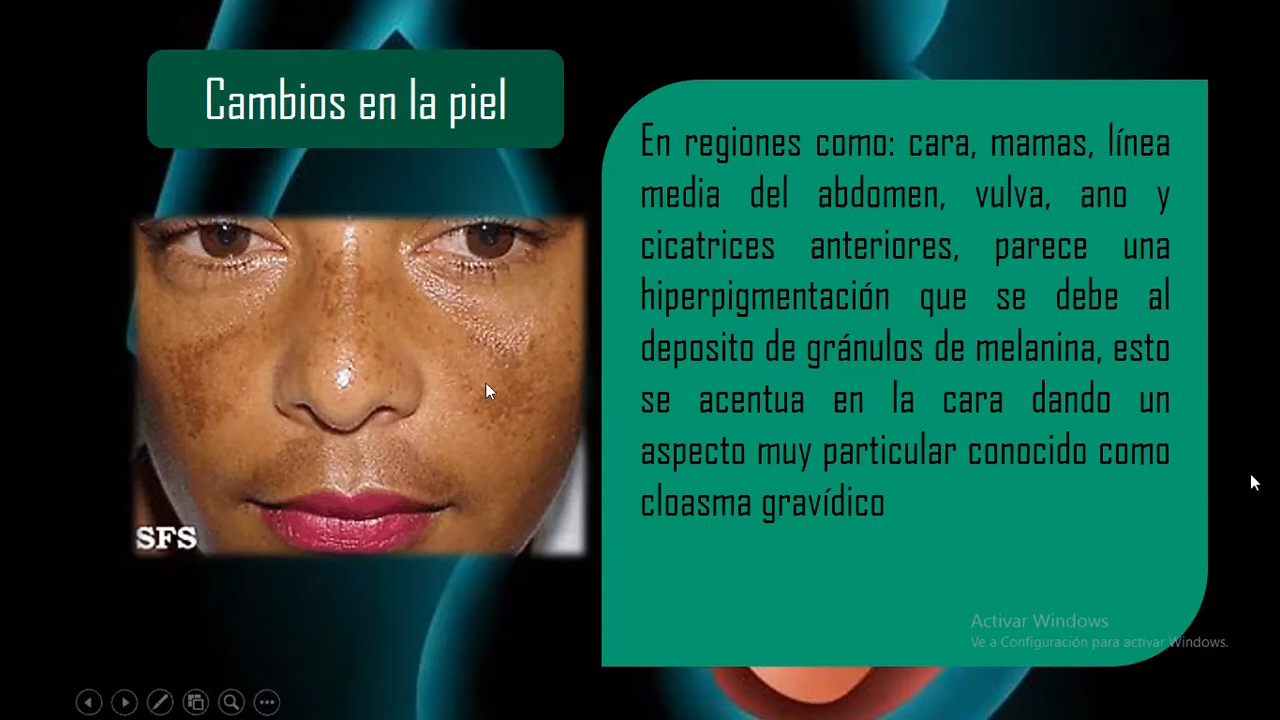 Cambios en la piel
En regiones como: cara, mamas, línea
media del abdomen, vulva, ano y
cicatrices anteriores, parece una
hiperpigmentación que se debe al
deposito de gránulos de melanina, esto
se acentua en la cara dando un
aspecto muy particular conocido como
cloasma gravídico
SFS
Activar Windows
Ve a Configuración para activar Windows.